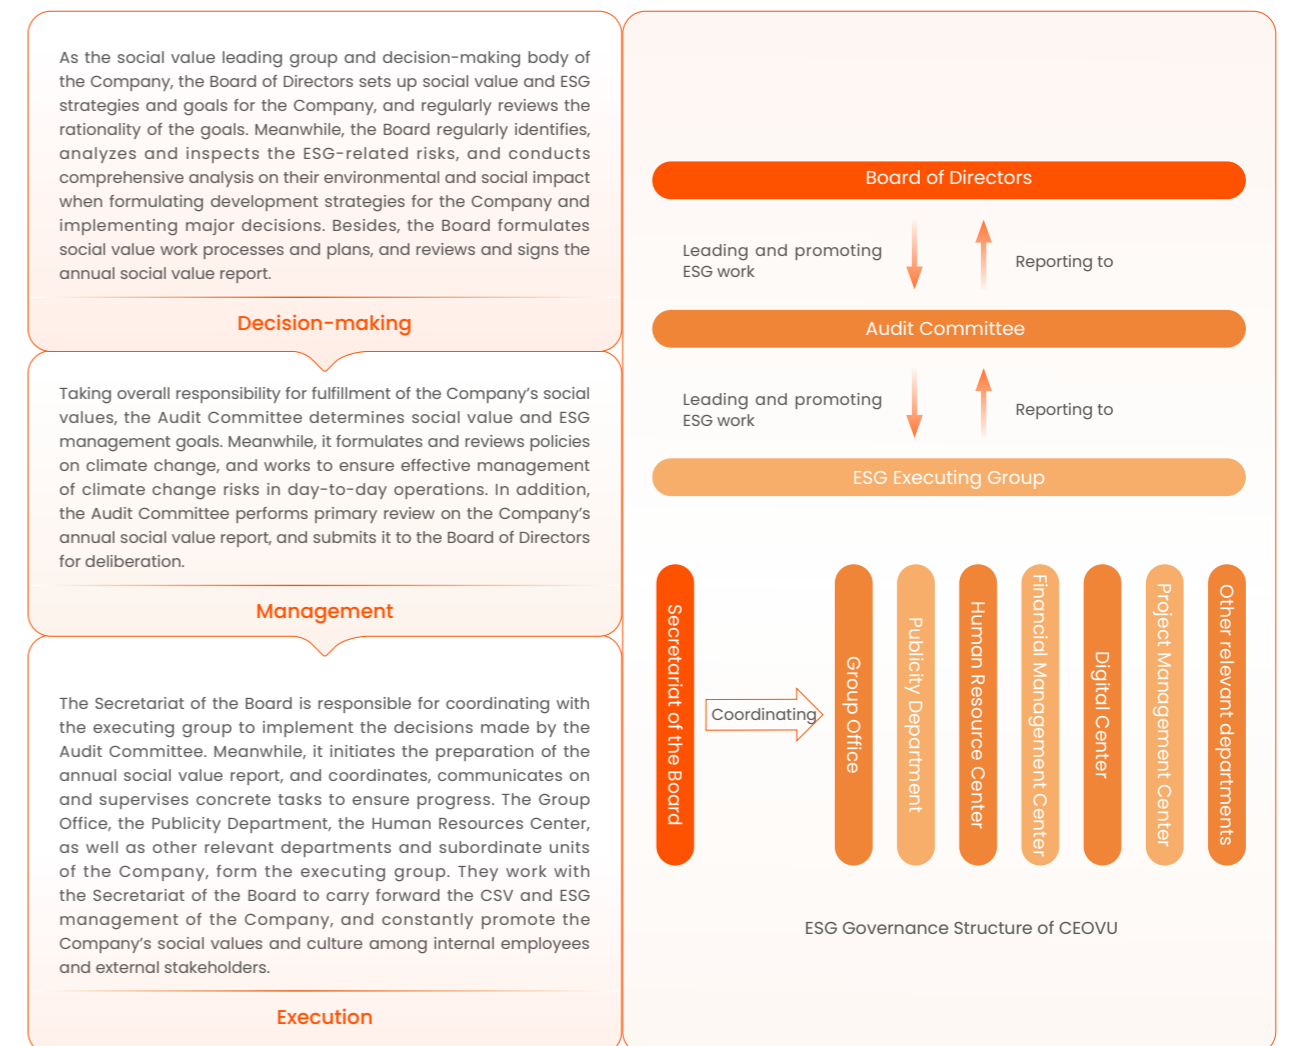 As the social value leading group and decision-making body of
the Company, the Board of Directors sets up social value and ESG
strategies and goals for the Company, and regularly reviews the
rationality of the goals. Meanwhile, the Board regularly identifies,
analyzes and inspects the ESG-related risks, and conducts
comprehensive analysis on their environmental and social impact
when formulating development strategies for the Company and
implementing major decisions. Besides, the Board formulates
social value work processes and plans, and reviews and signs the
annual social value report.
Decision-making
Taking overall responsibility for fulfillment of the Company's social
values, the Audit Committee determines social value and ESG
management goals. Meanwhile, it formulates and reviews policies
on climate change, and works to ensure effective management
of climate change risks in day-to-day operations. In addition,
the Audit Committee performs primary review on the Company's
annual social value report, and submits it to the Board of Directors
for deliberation.
Management
The Secretariat of the Board is responsible for coordinating with
the executing group to implement the decisions made by the
Audit Committee. Meanwhile, it initiates the preparation of the
annual social value report, and coordinates, communicates on
and supervises concrete tasks to ensure progress. The Group
Office, the Publicity Department, the Human Resources Center,
as well as other relevant departments and subordinate units
of the Company, form the executing group. They work with
the Secretariat of the Board to carry forward the CSV and ESG
management of the Company, and constantly promote the
Company's social values and culture among internal employees
and external stakeholders.
Execution
Board of Directors
Leading and promoting
ESG work
Reporting to
Audit Committee
Leading and promoting
ESG work
Reporting to
ESG Executing Group
Secretariat of the Board
Coordinating
Group Office
Publicity Department
Human Resource Center
Financial Management Center
Digital Center
Project Management Center
Other relevant departments
ESG Governance Structure of CEOVU